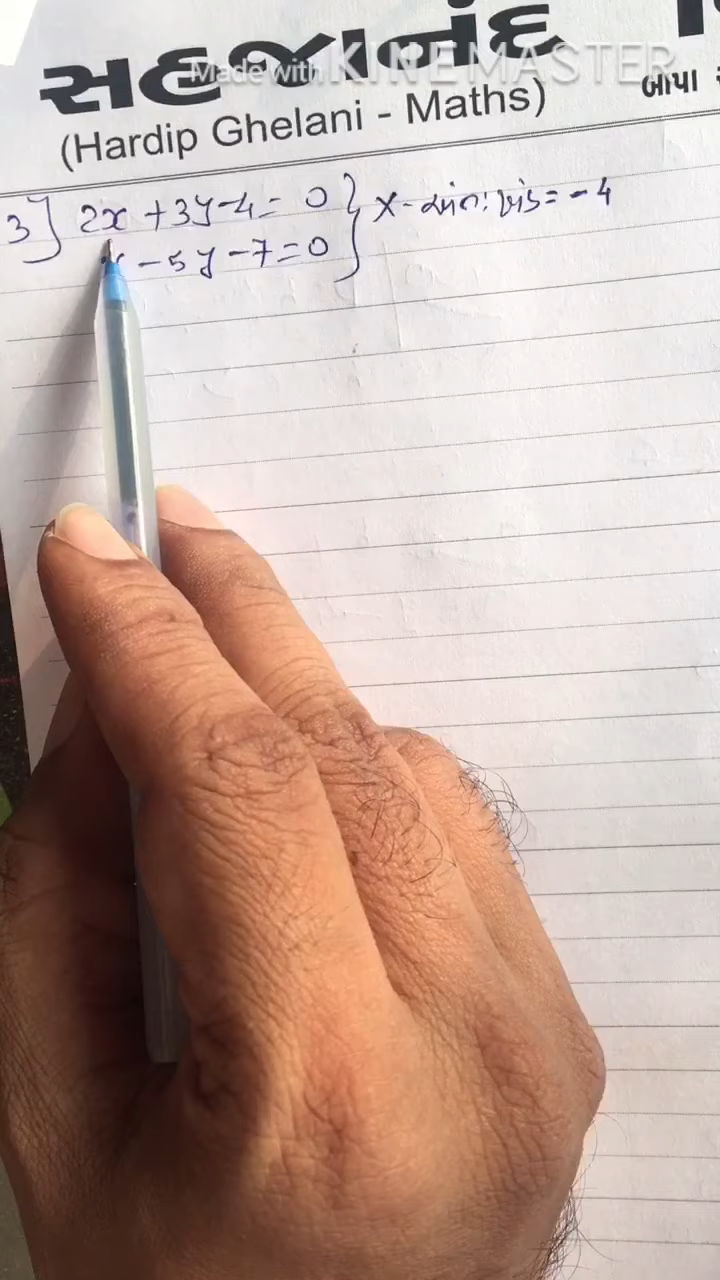 સહજાનંદ
Made with KINEMASTER
(Hardip Ghelani - Maths)
બાપા
3] 2x + 3y - 4 = 0 } x - અંતઃખંડ = - 4
x - 5y - 7 = 0